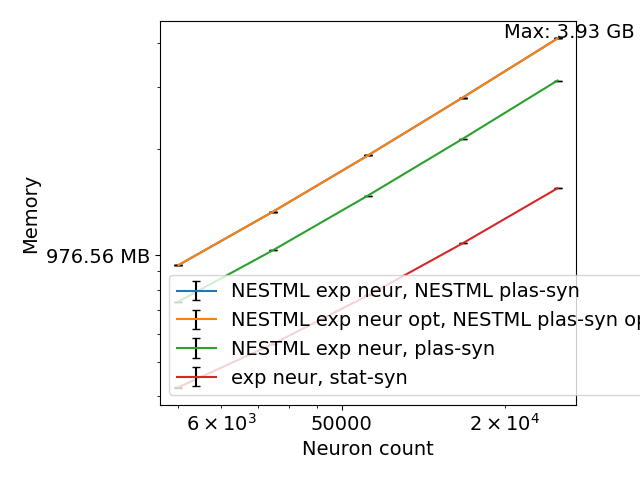 Max: 3.93 GB
Memory
976.56 MB
NESTML exp neur, NESTML plas-syn
NESTML exp neur opt, NESTML plas-syn op
NESTML exp neur, plas-syn
exp neur, stat-syn
6 × 10³
50000
2 × 10⁴
Neuron count